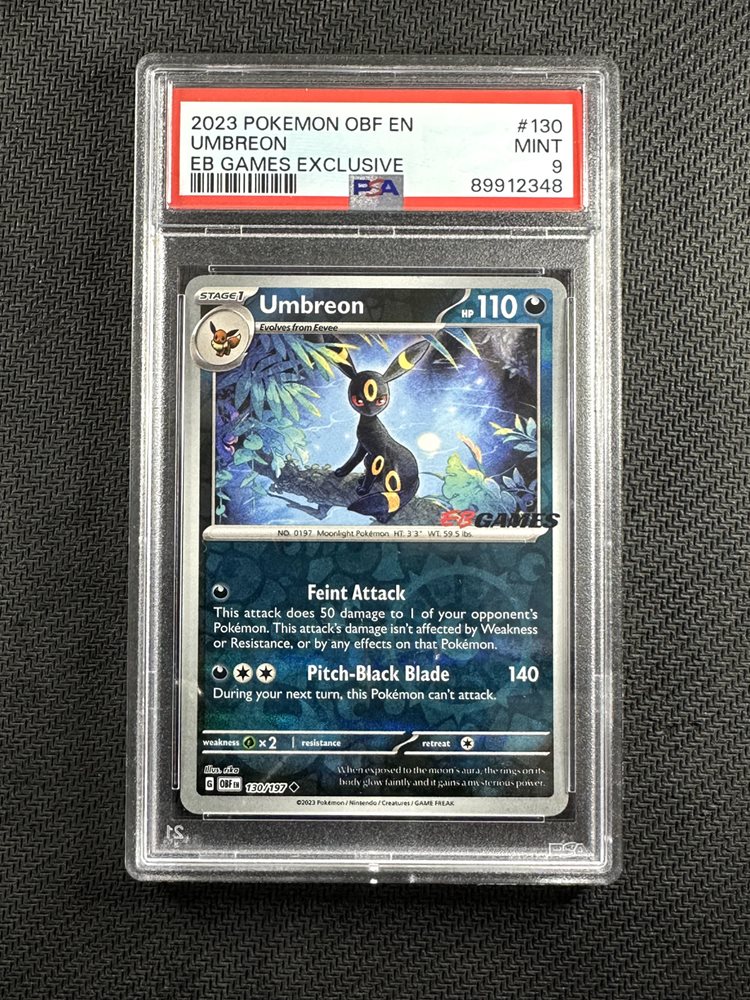 2023 POKEMON OBF EN #130
UMBREON MINT
EB GAMES EXCLUSIVE 9
PSA 89912348
STAGE 1 Umbreon HP 110
Evolves from Eevee
EBGAMES
NO. 0197 Moonlight Pokémon HT. 3'3" WT. 59.5 lbs.
Feint Attack
This attack does 50 damage to 1 of your opponent's
Pokémon. This attack's damage isn't affected by Weakness
or Resistance, or by any effects on that Pokémon.
Pitch-Black Blade 140
During your next turn, this Pokémon can't attack.
weakness ×2 resistance retreat
Illus. rika
G OBF EN 130/197
When exposed to the moon's aura, the rings on its
body glow faintly and it gains a mysterious power.
©2023 Pokémon / Nintendo / Creatures / GAME FREAK